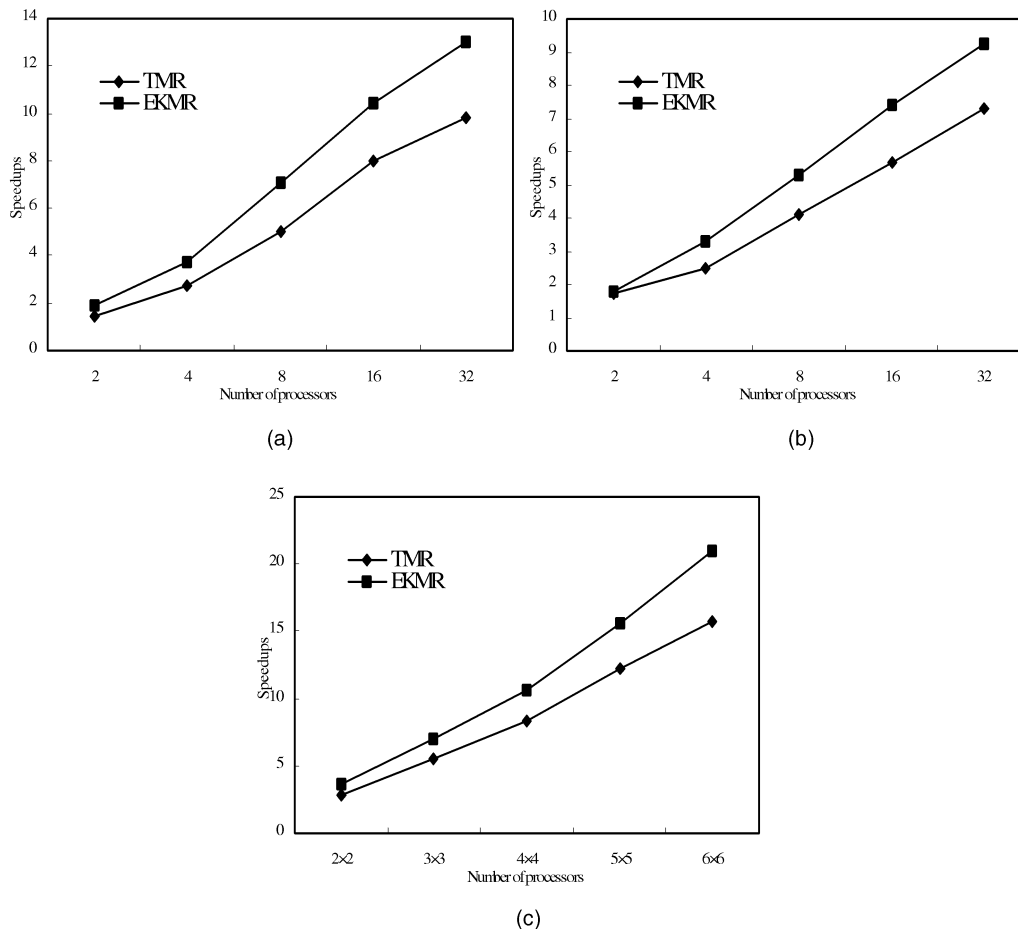 14
12
10
8
6
4
2
0
Speedups
TMR
EKMR
2 4 8 16 32
Number of processors
(a)
10
9
8
7
6
5
4
3
2
1
0
Speedups
TMR
EKMR
2 4 8 16 32
Number of processors
(b)
25
20
15
10
5
0
Speedups
TMR
EKMR
2×2 3×3 4×4 5×5 6×6
Number of processors
(c)